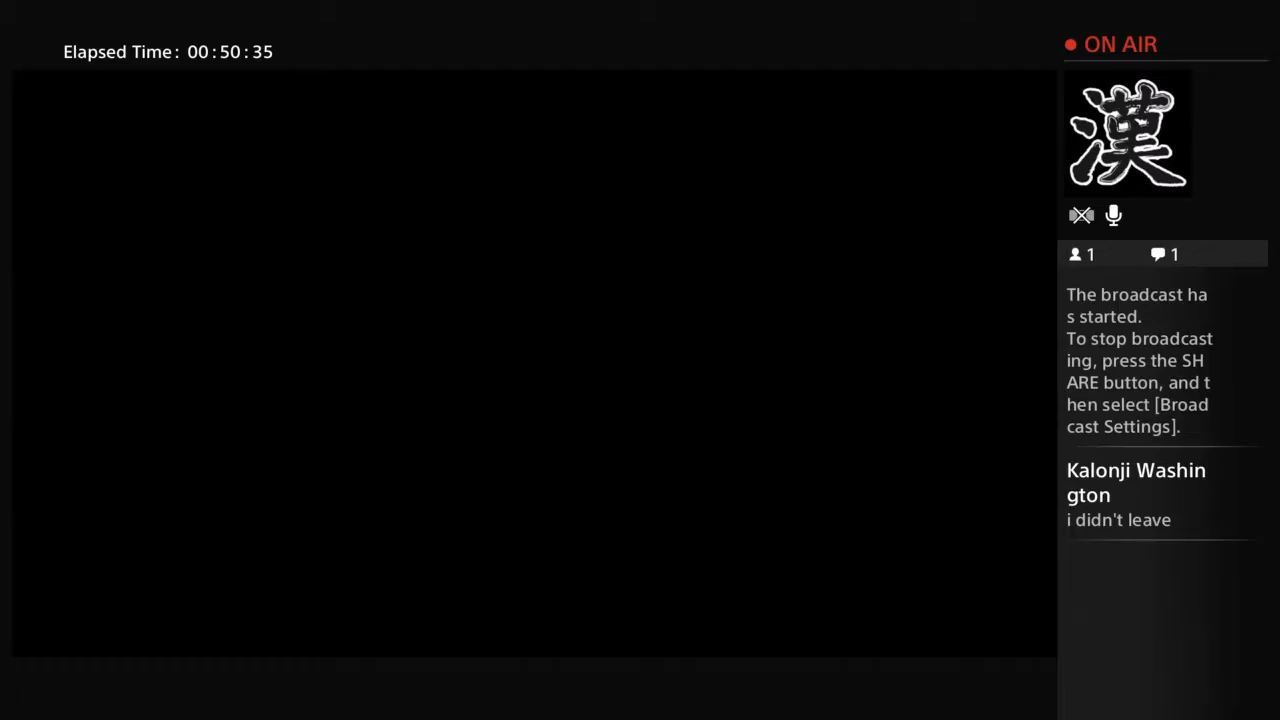 Elapsed Time: 00:50:35
ON AIR
漢
1 1
The broadcast ha
s started.
To stop broadcast
ing, press the SH
ARE button, and t
hen select [Broad
cast Settings].
Kalonji Washin
gton
i didn't leave